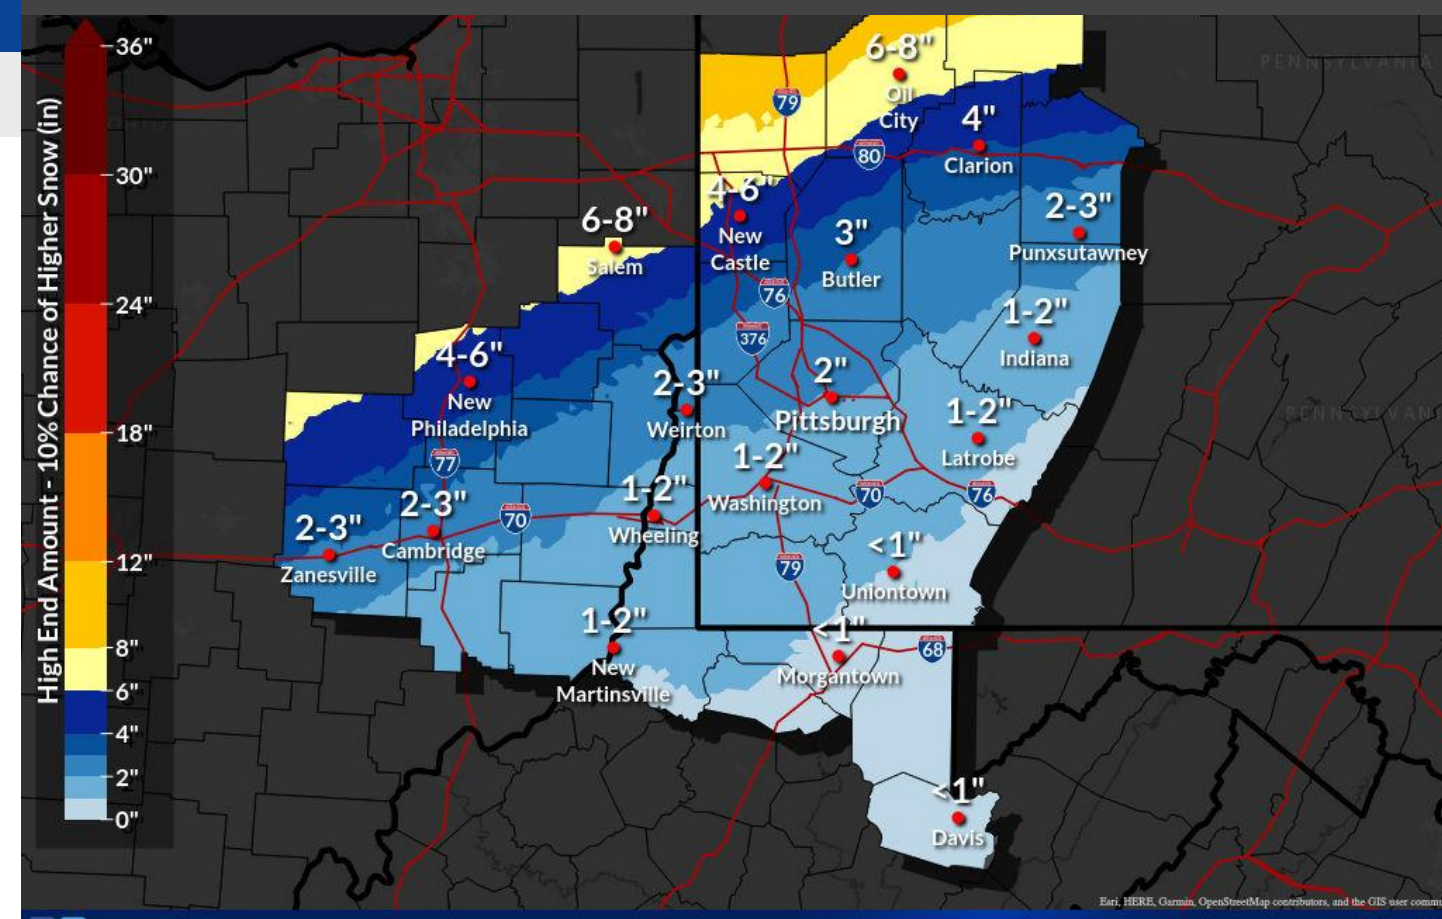 High End Amount - 10% Chance of Higher Snow (in)
36"
30"
24"
18"
12"
8"
6"
4"
2"
0"
PENNSYLVANIA
6-8"
Oil
City
79
4"
Clarion
80
4-6"
New
Castle
2-3"
Punxsutawney
6-8"
Salem
3"
Butler
76
1-2"
Indiana
376
4-6"
New
Philadelphia
2-3"
Weirton
2"
Pittsburgh
1-2"
Latrobe
77
1-2"
Washington
70
76
1-2"
Wheeling
2-3"
Cambridge
70
2-3"
Zanesville
79
<1"
Uniontown
1-2"
New
Martinsville
<1"
Morgantown
68
<1"
Davis
Esri, HERE, Garmin, OpenStreetMap contributors, and the GIS user